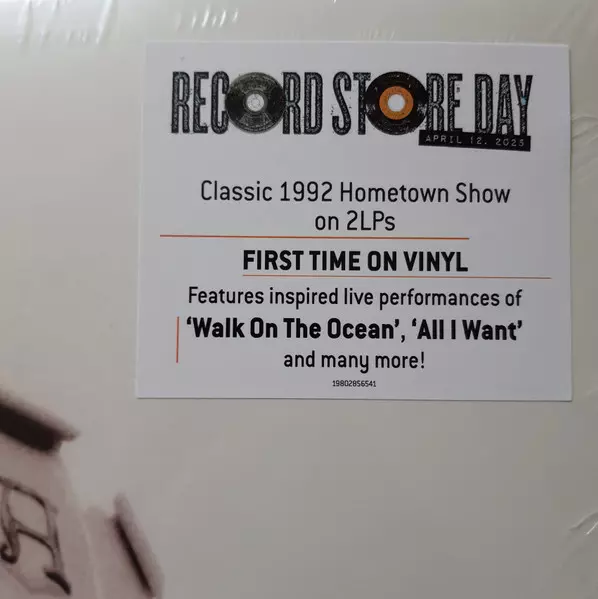 RECORD STORE DAY
APRIL 12, 2025
Classic 1992 Hometown Show
on 2LPs
FIRST TIME ON VINYL
Features inspired live performances of
‘Walk On The Ocean’, ‘All I Want’
and many more!
19802856541